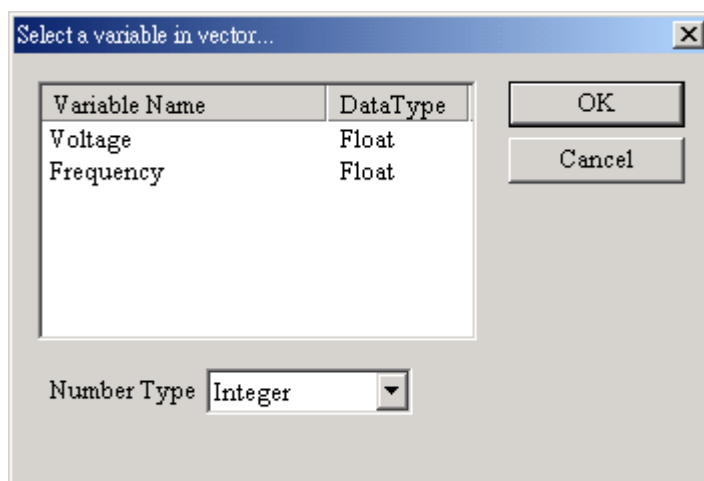 Select a variable in vector...
Variable Name DataType
Voltage Float
Frequency Float
OK
Cancel
Number Type Integer